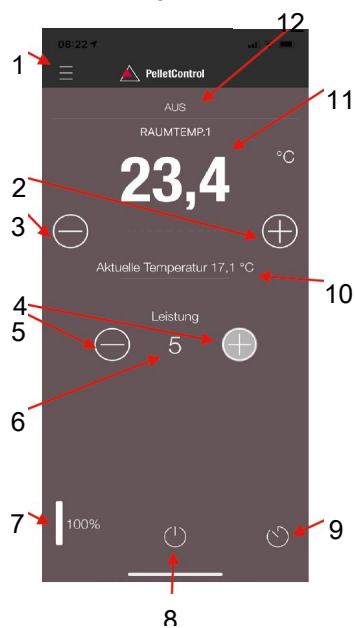 12
08:22
1
PelletControl
11
AUS
RAUMTEMP.1
23,4 °C
2
3
Aktuelle Temperatur 17,1 °C
10
4
Leistung
5
5
6
7
100%
9
8